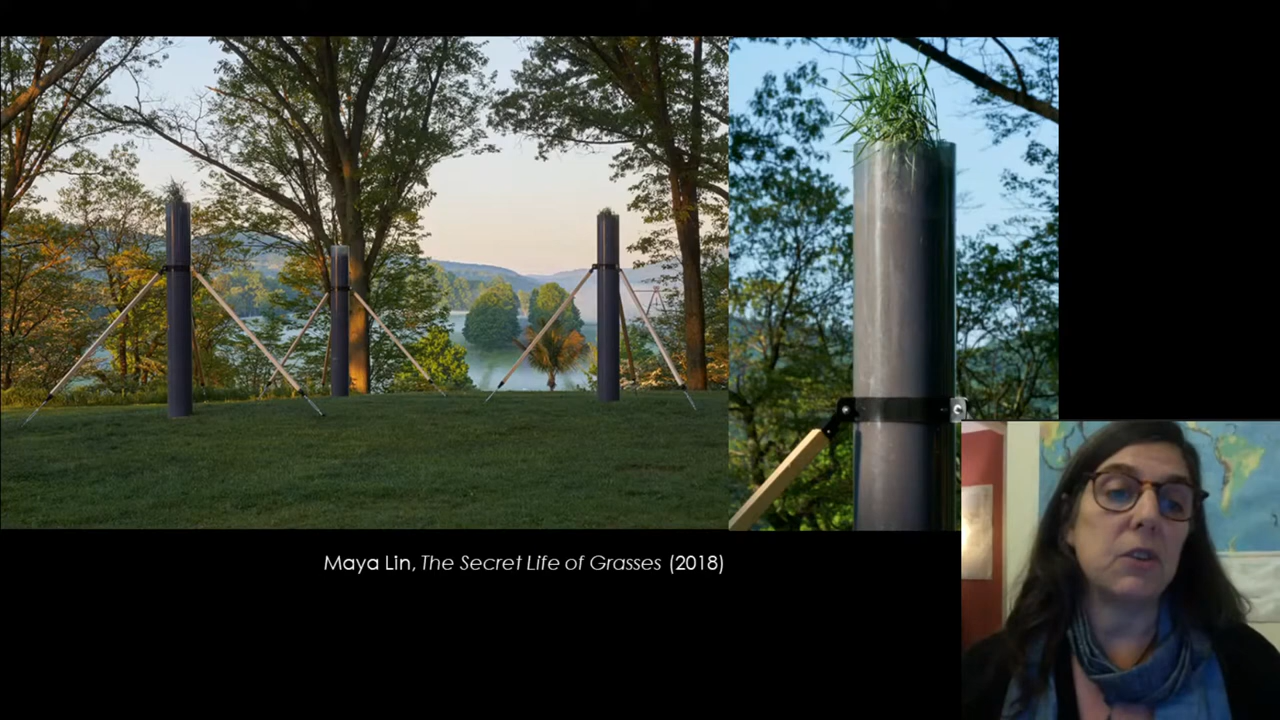 Maya Lin, The Secret Life of Grasses (2018)